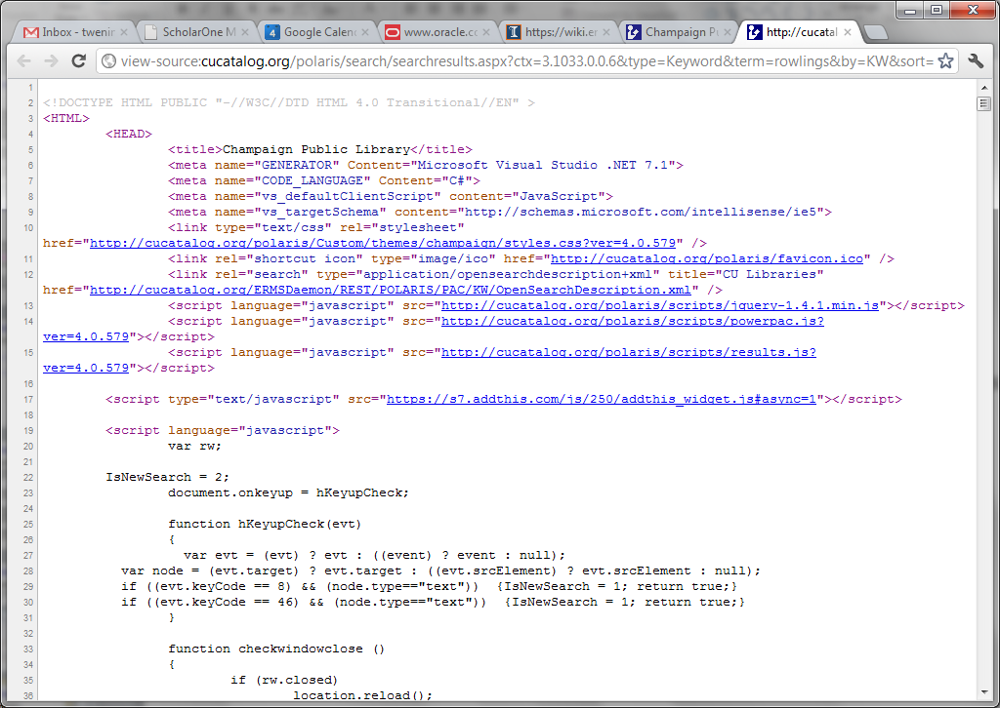 Inbox - twenin
ScholarOne M
4 Google Calen
www.oracle.co
https://wiki.en
Champaign Pu
http://cucatal
view-source:cucatalog.org/polaris/search/searchresults.aspx?ctx=3.1033.0.0.6&type=Keyword&term=rowlings&by=KW&sort=
1
2 <!DOCTYPE HTML PUBLIC "-//W3C//DTD HTML 4.0 Transitional//EN" >
3 <HTML>
4 <HEAD>
5 <title>Champaign Public Library</title>
6 <meta name="GENERATOR" Content="Microsoft Visual Studio .NET 7.1">
7 <meta name="CODE_LANGUAGE" Content="C#">
8 <meta name="vs_defaultClientScript" content="JavaScript">
9 <meta name="vs_targetSchema" content="http://schemas.microsoft.com/intellisense/ie5">
10 <link type="text/css" rel="stylesheet"
href="http://cucatalog.org/polaris/Custom/themes/champaign/styles.css?ver=4.0.579" />
11 <link rel="shortcut icon" type="image/ico" href="http://cucatalog.org/polaris/favicon.ico" />
12 <link rel="search" type="application/opensearchdescription+xml" title="CU Libraries"
href="http://cucatalog.org/ERMSDaemon/REST/POLARIS/PAC/KW/OpenSearchDescription.xml" />
13 <script language="javascript" src="http://cucatalog.org/polaris/scripts/jquery-1.4.1.min.js"></script>
14 <script language="javascript" src="http://cucatalog.org/polaris/scripts/powerpac.js?
ver=4.0.579"></script>
15 <script language="javascript" src="http://cucatalog.org/polaris/scripts/results.js?
ver=4.0.579"></script>
16
17 <script type="text/javascript" src="https://s7.addthis.com/js/250/addthis_widget.js#async=1"></script>
18
19 <script language="javascript">
20 var rw;
21
22 IsNewSearch = 2;
23 document.onkeyup = hKeyupCheck;
24
25 function hKeyupCheck(evt)
26 {
27 var evt = (evt) ? evt : ((event) ? event : null);
28 var node = (evt.target) ? evt.target : ((evt.srcElement) ? evt.srcElement : null);
29 if ((evt.keyCode == 8) && (node.type=="text")) {IsNewSearch = 1; return true;}
30 if ((evt.keyCode == 46) && (node.type=="text")) {IsNewSearch = 1; return true;}
31 }
32
33 function checkwindowclose ()
34 {
35 if (rw.closed)
36 location.reload();